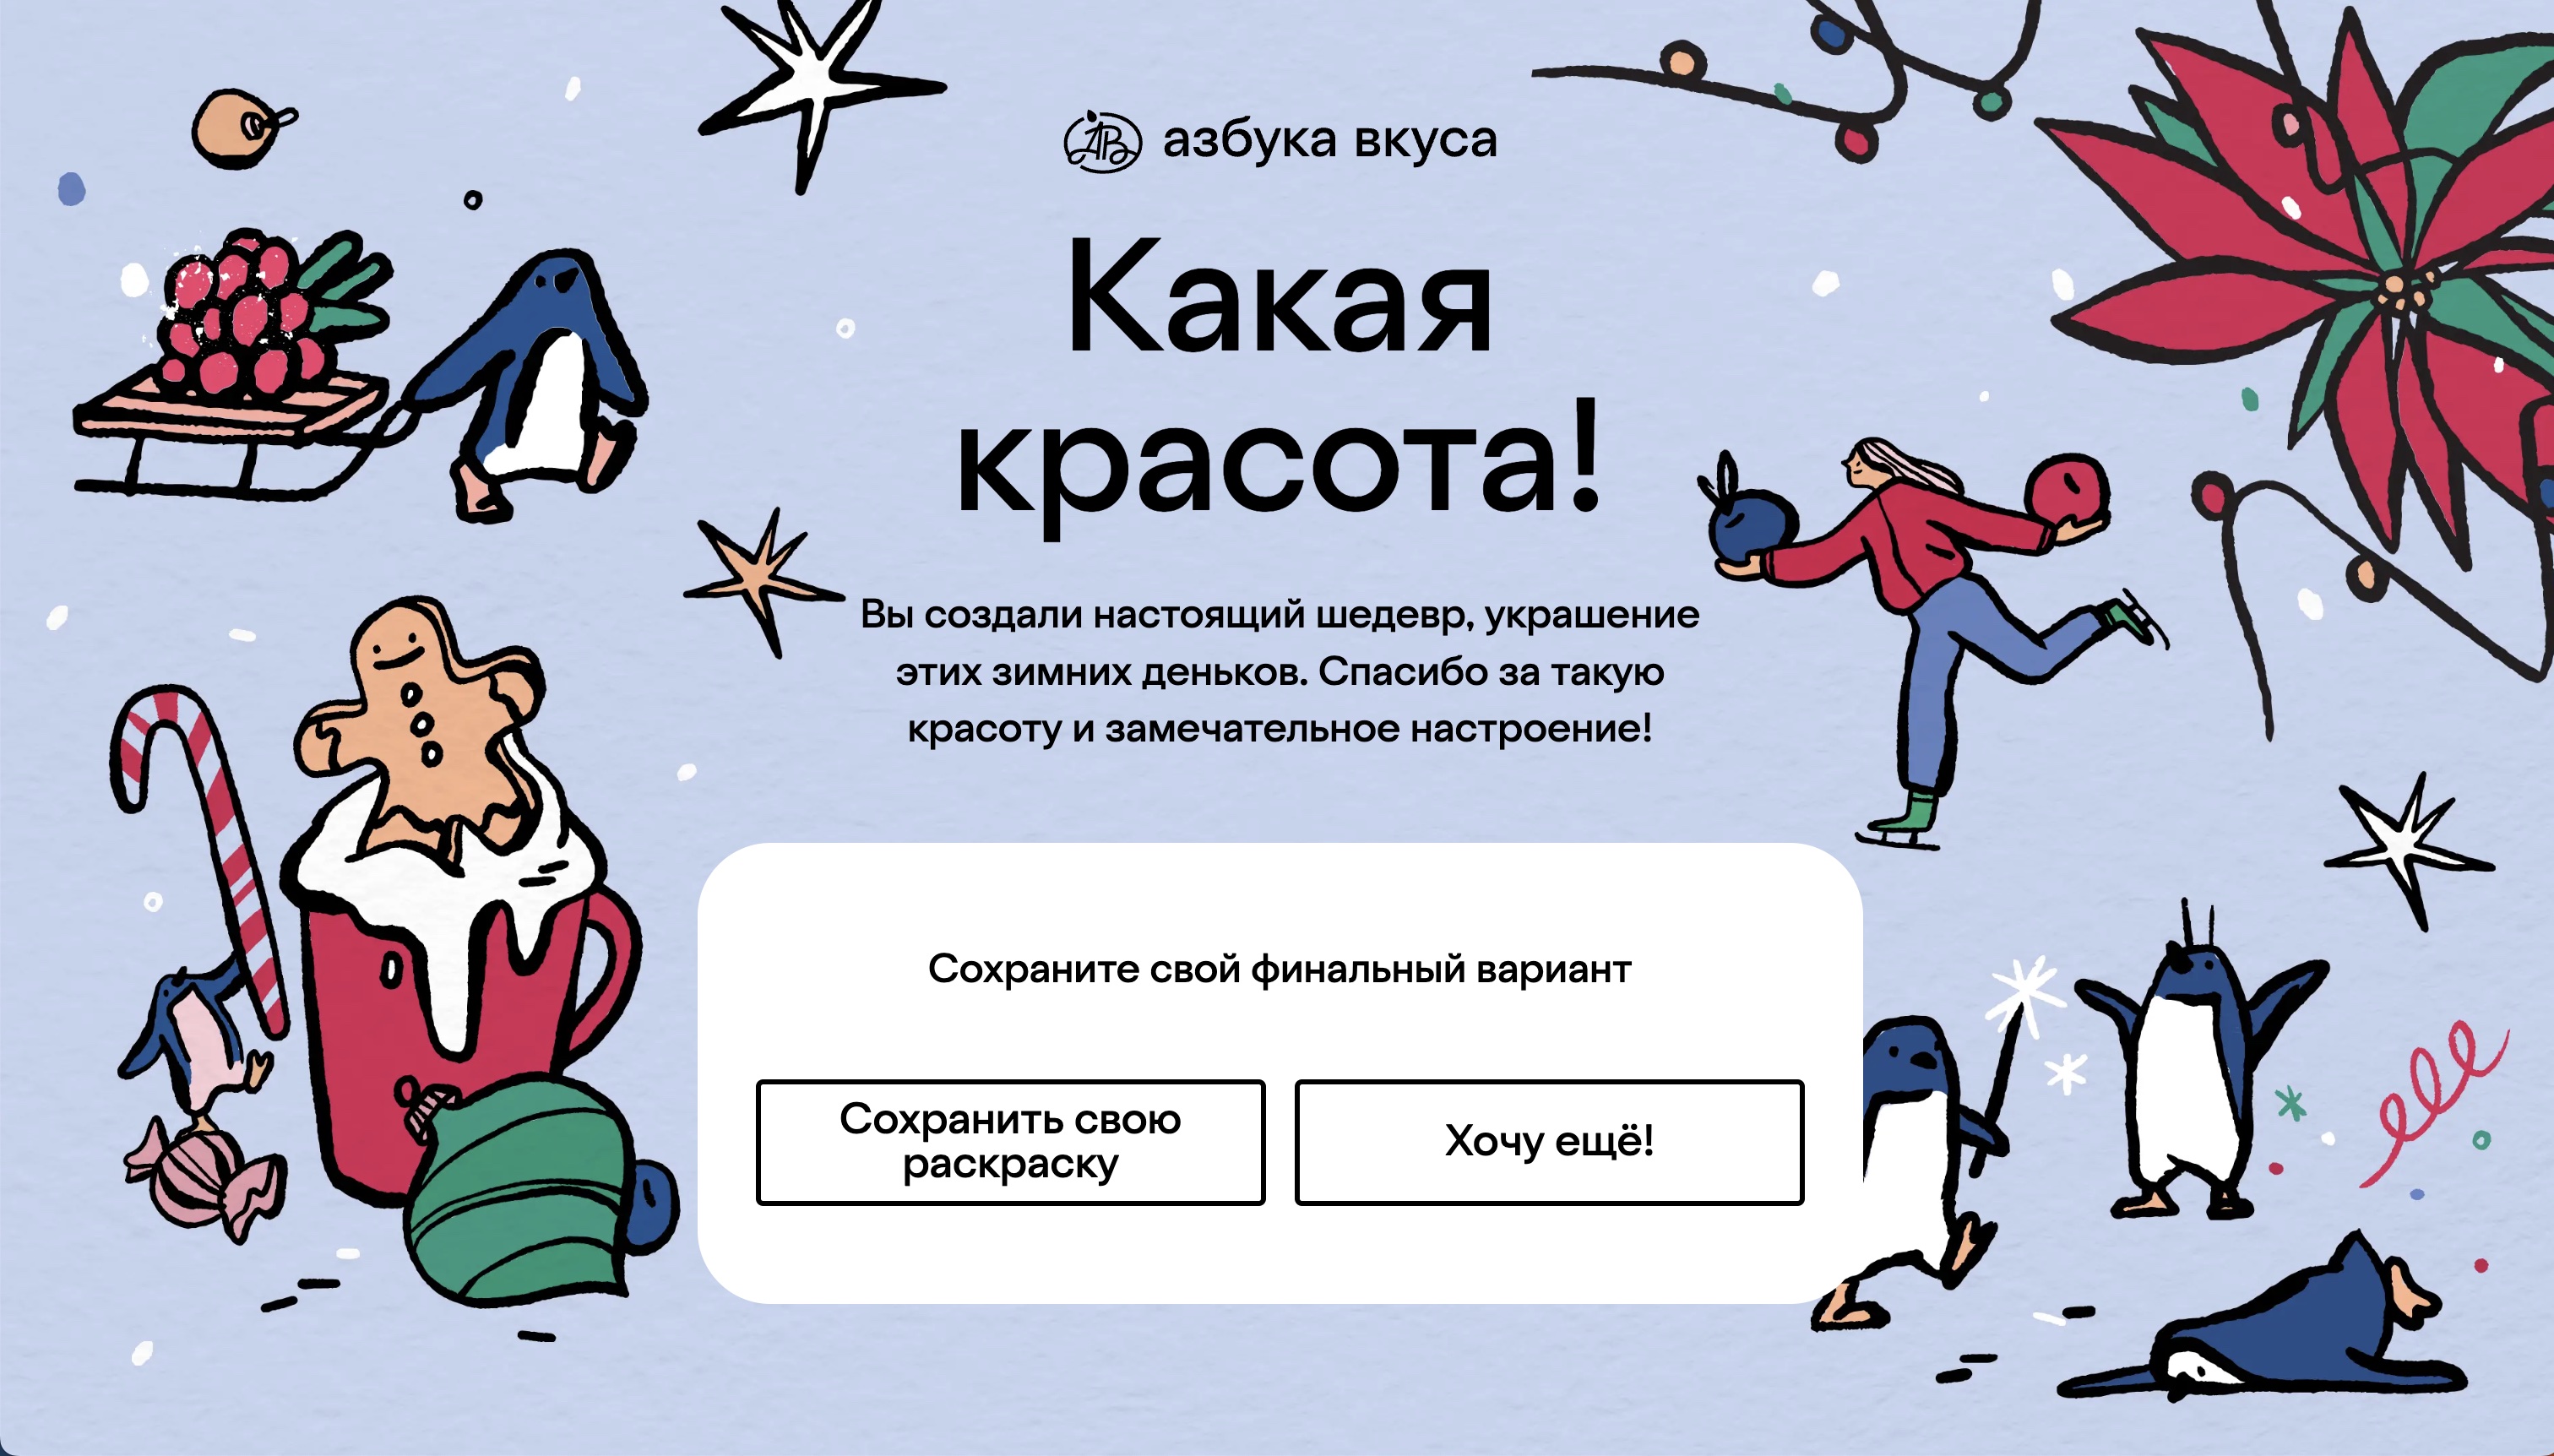 АВ азбука вкуса
Какая
красота!
Вы создали настоящий шедевр, украшение
этих зимних деньков. Спасибо за такую
красоту и замечательное настроение!
Сохраните свой финальный вариант
Сохранить свою
раскраску
Хочу ещё!